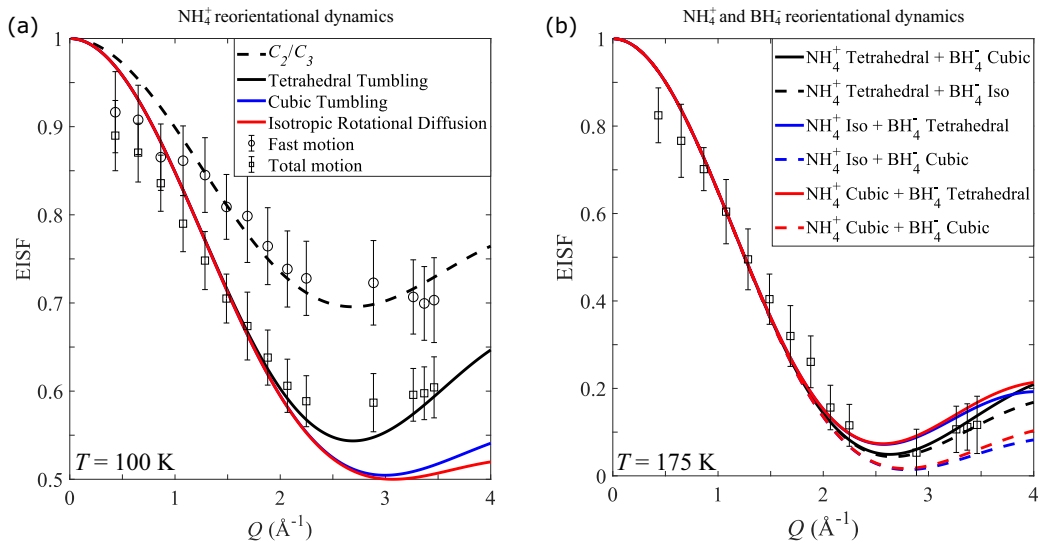 (a)
NH₄⁺ reorientational dynamics
C₂/C₃
Tetrahedral Tumbling
Cubic Tumbling
Isotropic Rotational Diffusion
Fast motion
Total motion
1
0.9
0.8
0.7
0.6
0.5
EISF
T = 100 K
0 1 2 3 4
Q (Å⁻¹)
(b)
NH₄⁺ and BH₄⁻ reorientational dynamics
NH₄⁺ Tetrahedral + BH₄⁻ Cubic
NH₄⁺ Tetrahedral + BH₄⁻ Iso
NH₄⁺ Iso + BH₄⁻ Tetrahedral
NH₄⁺ Iso + BH₄⁻ Cubic
NH₄⁺ Cubic + BH₄⁻ Tetrahedral
NH₄⁺ Cubic + BH₄⁻ Cubic
1
0.8
0.6
0.4
0.2
0
EISF
T = 175 K
0 1 2 3 4
Q (Å⁻¹)